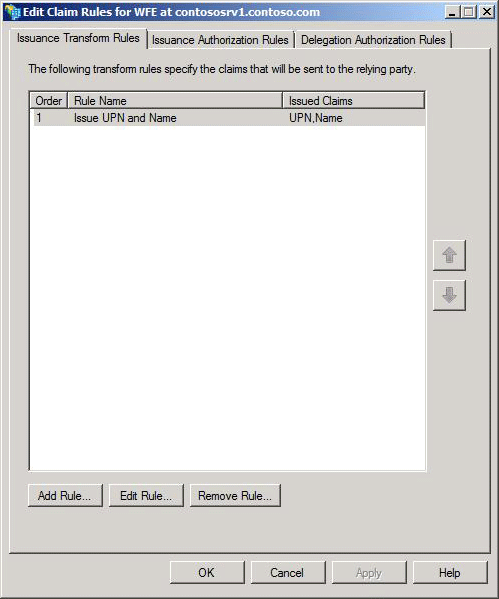 Edit Claim Rules for WFE at contososrv1.contoso.com
Issuance Transform Rules Issuance Authorization Rules Delegation Authorization Rules
The following transform rules specify the claims that will be sent to the relying party.
Order Rule Name Issued Claims
1 Issue UPN and Name UPN,Name
Add Rule... Edit Rule... Remove Rule...
OK Cancel Apply Help